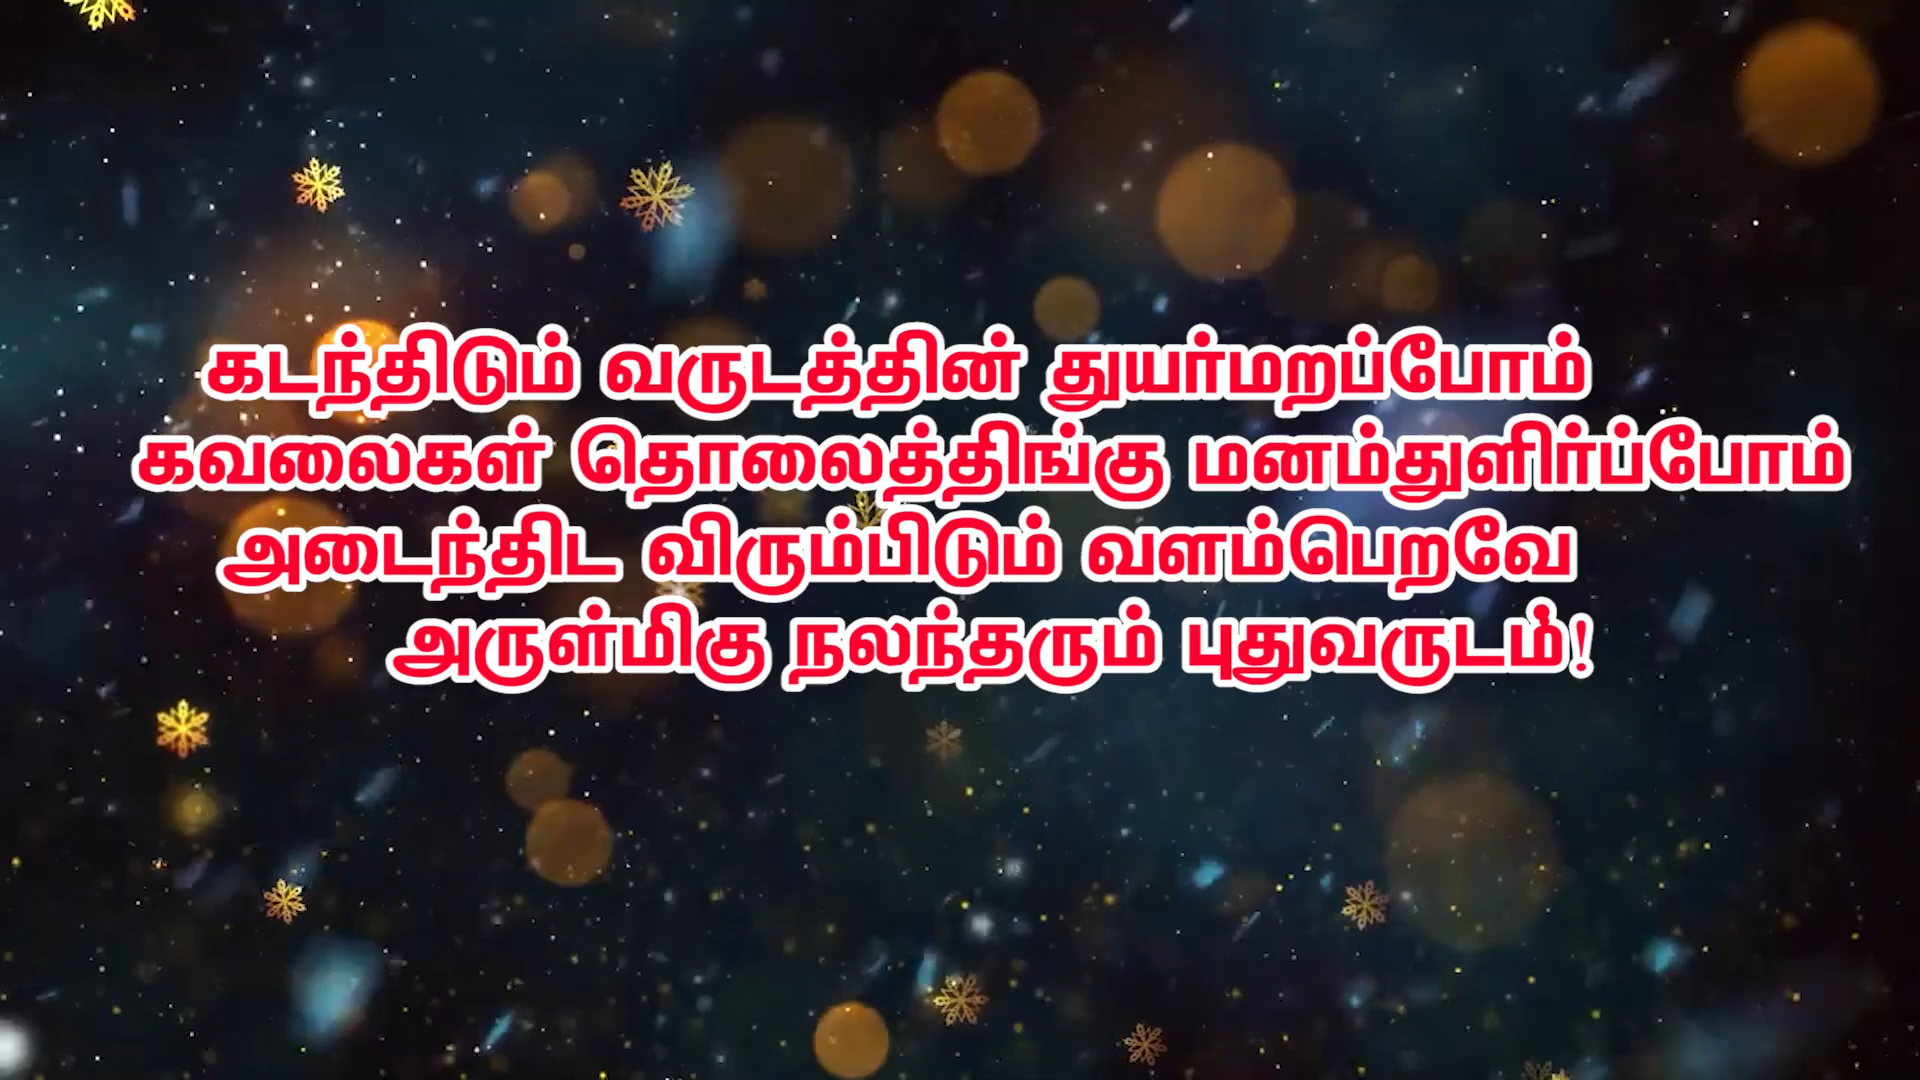 கடந்திடும் வருடத்தின் துயர்மறப்போம்
கவலைகள் தொலைத்திங்கு மனம்துளிர்ப்போம்
அடைந்திட விரும்பிடும் வளம்பெறவே
அருள்மிகு நலந்தரும் புதுவருடம்!